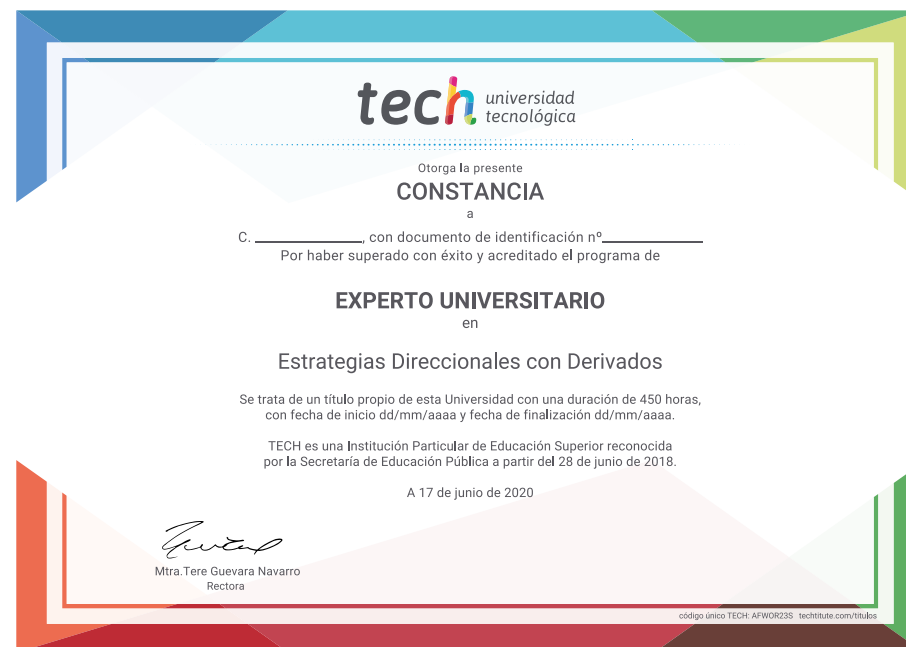 tech universidad
tecnológica
Otorga la presente
CONSTANCIA
a
C. ____________, con documento de identificación nº____________
Por haber superado con éxito y acreditado el programa de
EXPERTO UNIVERSITARIO
en
Estrategias Direccionales con Derivados
Se trata de un título propio de esta Universidad con una duración de 450 horas,
con fecha de inicio dd/mm/aaaa y fecha de finalización dd/mm/aaaa.
TECH es una Institución Particular de Educación Superior reconocida
por la Secretaría de Educación Pública a partir del 28 de junio de 2018.
A 17 de junio de 2020
Mtra.Tere Guevara Navarro
Rectora
código único TECH: AFWOR23S techtitute.com/titulos